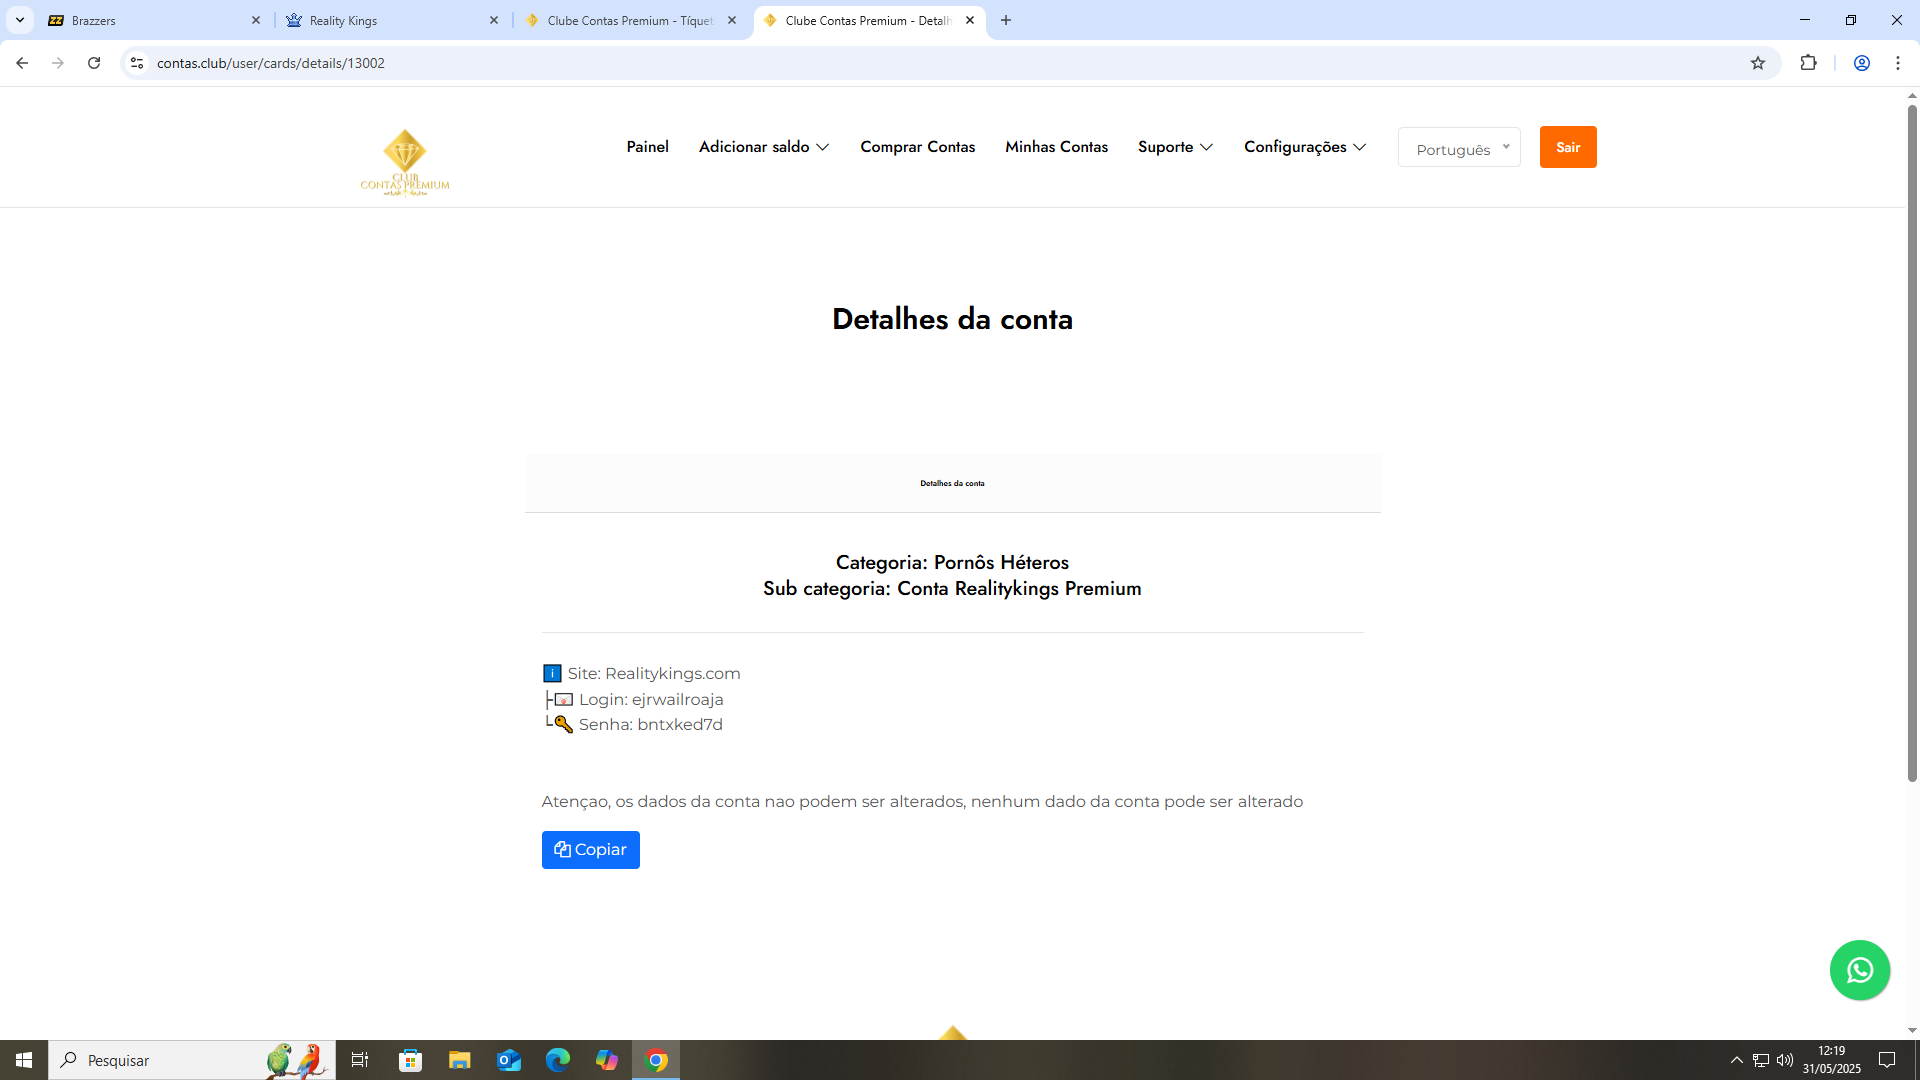 Brazzers
Reality Kings
Clube Contas Premium - Tíquet
Clube Contas Premium - Detalh
contas.club/user/cards/details/13002
CLUB
CONTAS PREMIUM
Painel
Adicionar saldo
Comprar Contas
Minhas Contas
Suporte
Configurações
Português
Sair
Detalhes da conta
Detalhes da conta
Categoria: Pornôs Héteros
Sub categoria: Conta Realitykings Premium
Site: Realitykings.com
├ Login: ejrwailroaja
└ Senha: bntxked7d
Atençao, os dados da conta nao podem ser alterados, nenhum dado da conta pode ser alterado
Copiar
Pesquisar
12:19
31/05/2025